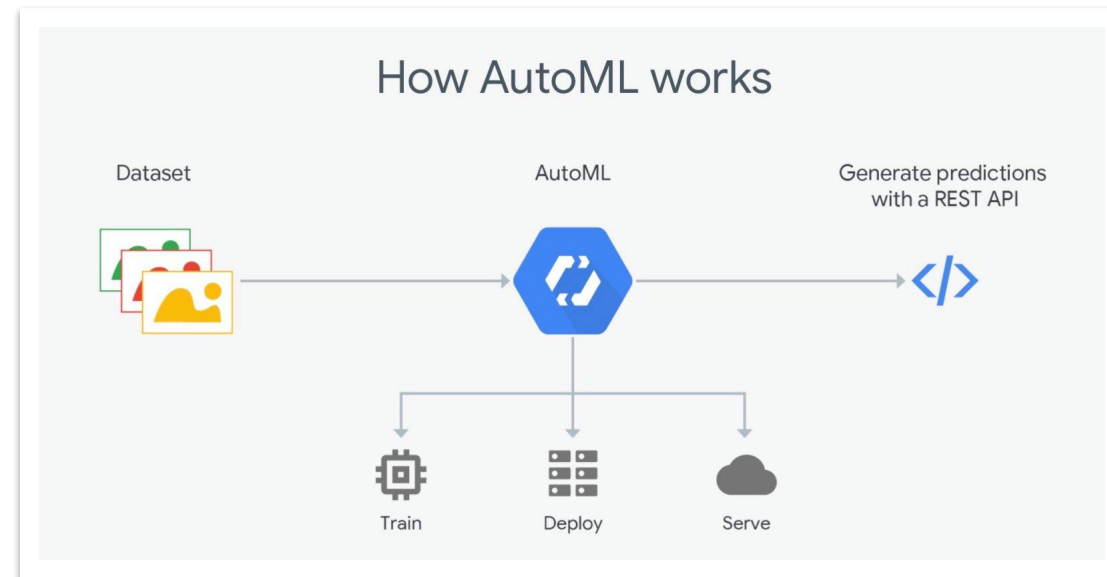 How AutoML works
Dataset
AutoML
Generate predictions
with a REST API
Train
Deploy
Serve